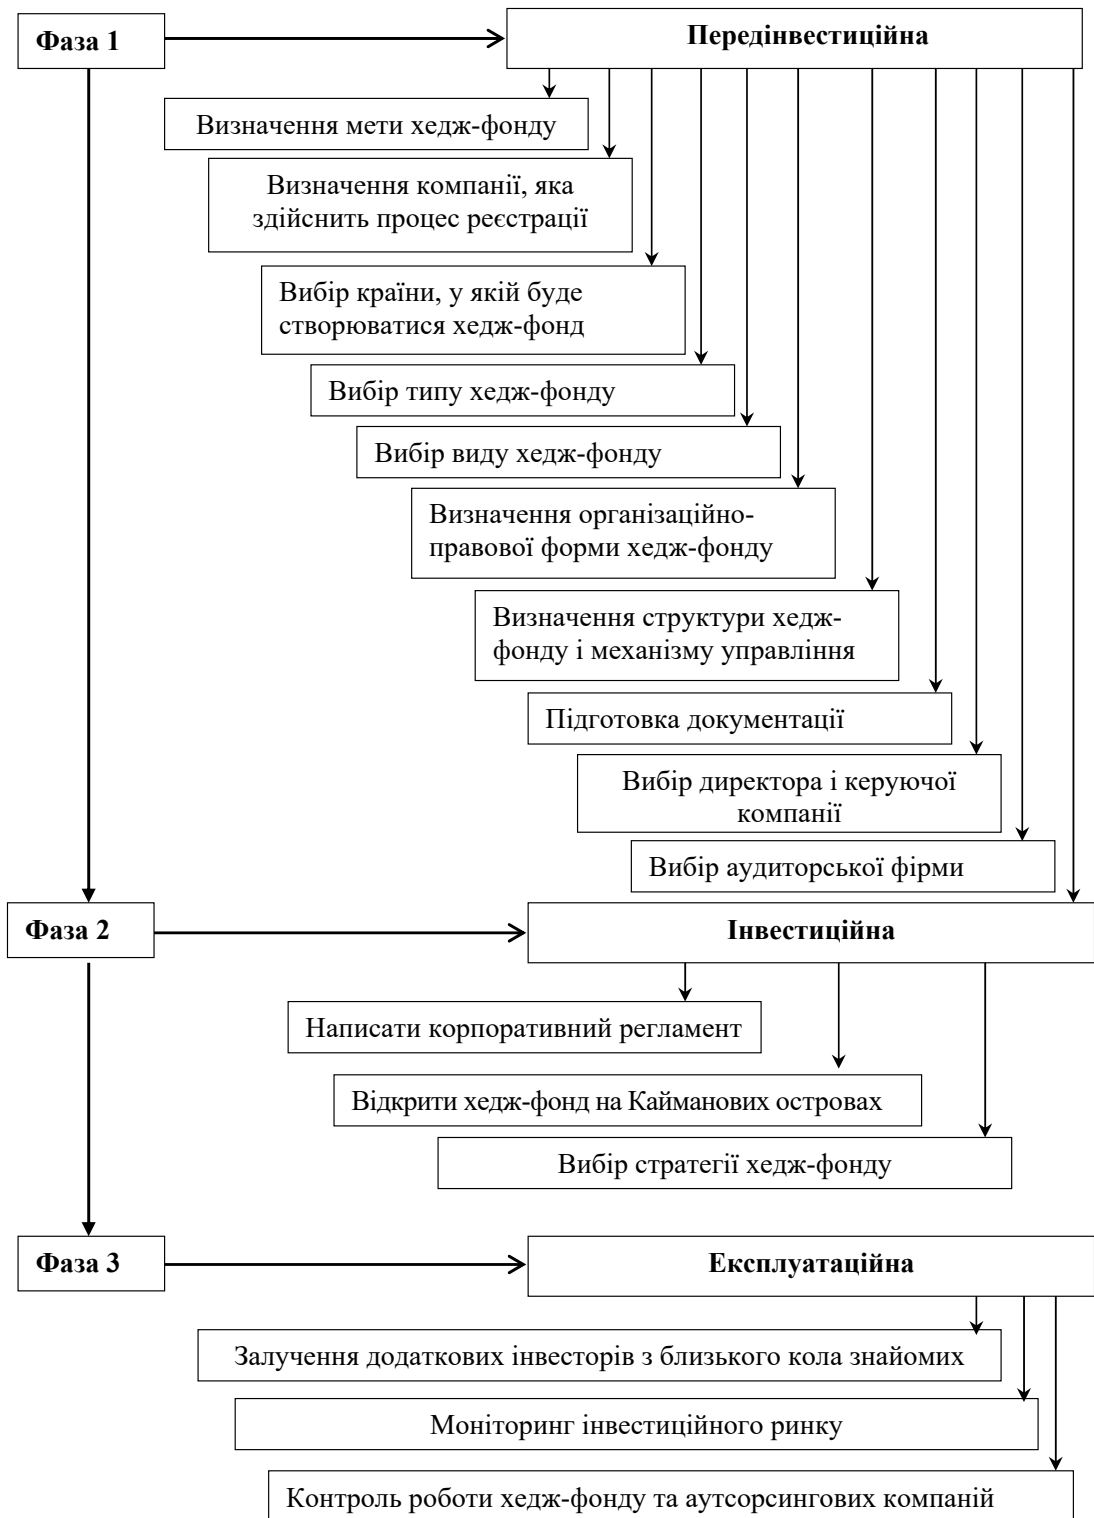 Фаза 1
Передінвестиційна
Визначення мети хедж-фонду
Визначення компанії, яка
здійснить процес реєстрації
Вибір країни, у якій буде
створюватися хедж-фонд
Вибір типу хедж-фонду
Вибір виду хедж-фонду
Визначення організаційно-
правової форми хедж-фонду
Визначення структури хедж-
фонду і механізму управління
Підготовка документації
Вибір директора і керуючої
компанії
Вибір аудиторської фірми
Фаза 2
Інвестиційна
Написати корпоративний регламент
Відкрити хедж-фонд на Кайманових островах
Вибір стратегії хедж-фонду
Фаза 3
Експлуатаційна
Залучення додаткових інвесторів з близького кола знайомих
Моніторинг інвестиційного ринку
Контроль роботи хедж-фонду та аутсорсингових компаній